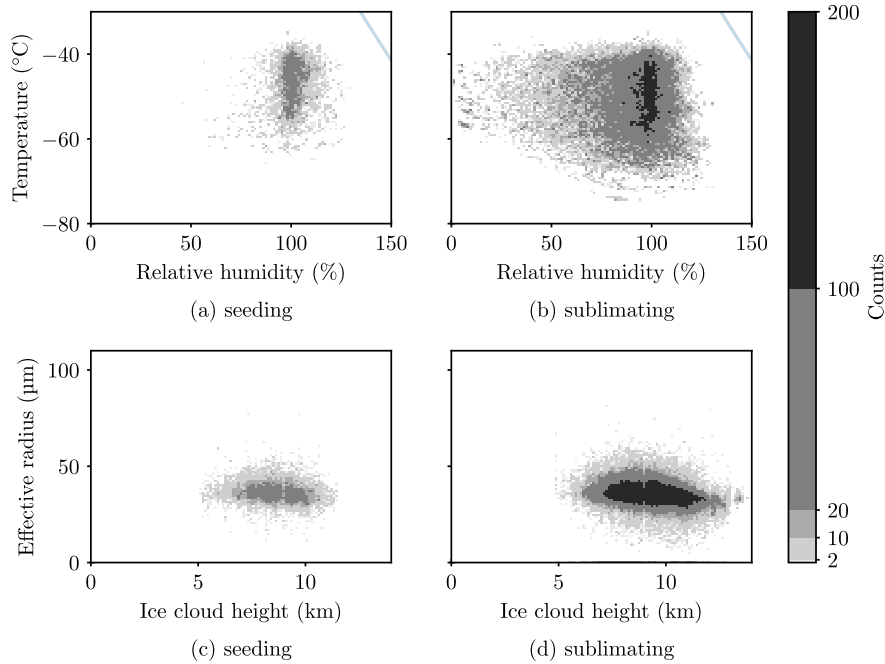 −40
−60
−80
Temperature (°C)
0 50 100 150
Relative humidity (%)
(a) seeding
0 50 100 150
Relative humidity (%)
(b) sublimating
100
50
0
Effective radius (µm)
0 5 10
Ice cloud height (km)
(c) seeding
0 5 10
Ice cloud height (km)
(d) sublimating
200
100
20
10
2
Counts